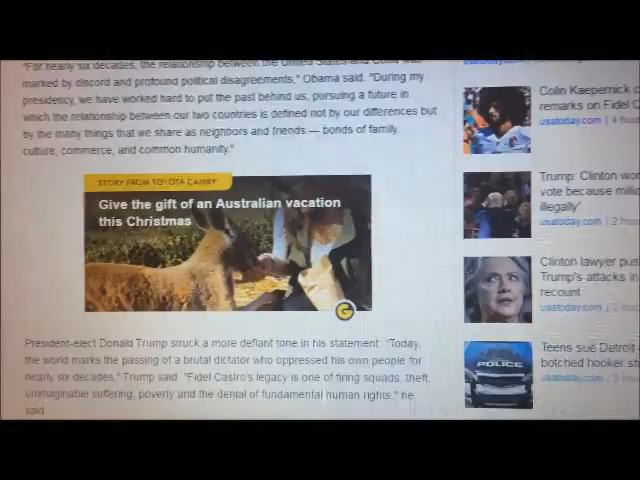 "For nearly six decades, the relationship between the United States and Cuba was
marked by discord and profound political disagreements," Obama said. "During my
presidency, we have worked hard to put the past behind us, pursuing a future in
which the relationship between our two countries is defined not by our differences but
by the many things that we share as neighbors and friends — bonds of family,
culture, commerce, and common humanity."
STORY FROM TOYOTA CAMRY
Give the gift of an Australian vacation
this Christmas
G
President-elect Donald Trump struck a more defiant tone in his statement. "Today,
the world marks the passing of a brutal dictator who oppressed his own people for
nearly six decades," Trump said. "Fidel Castro's legacy is one of firing squads, theft,
unimaginable suffering, poverty and the denial of fundamental human rights," he
said.
Colin Kaepernick
remarks on Fidel
usatoday.com | 4 hour
Trump: Clinton
vote because
illegally'
usatoday.com | 2
Clinton lawyer
Trump's attacks in
recount
usatoday.com | 2
POLICE
Teens sue Detroit
botched hooker
usatoday.com | 9